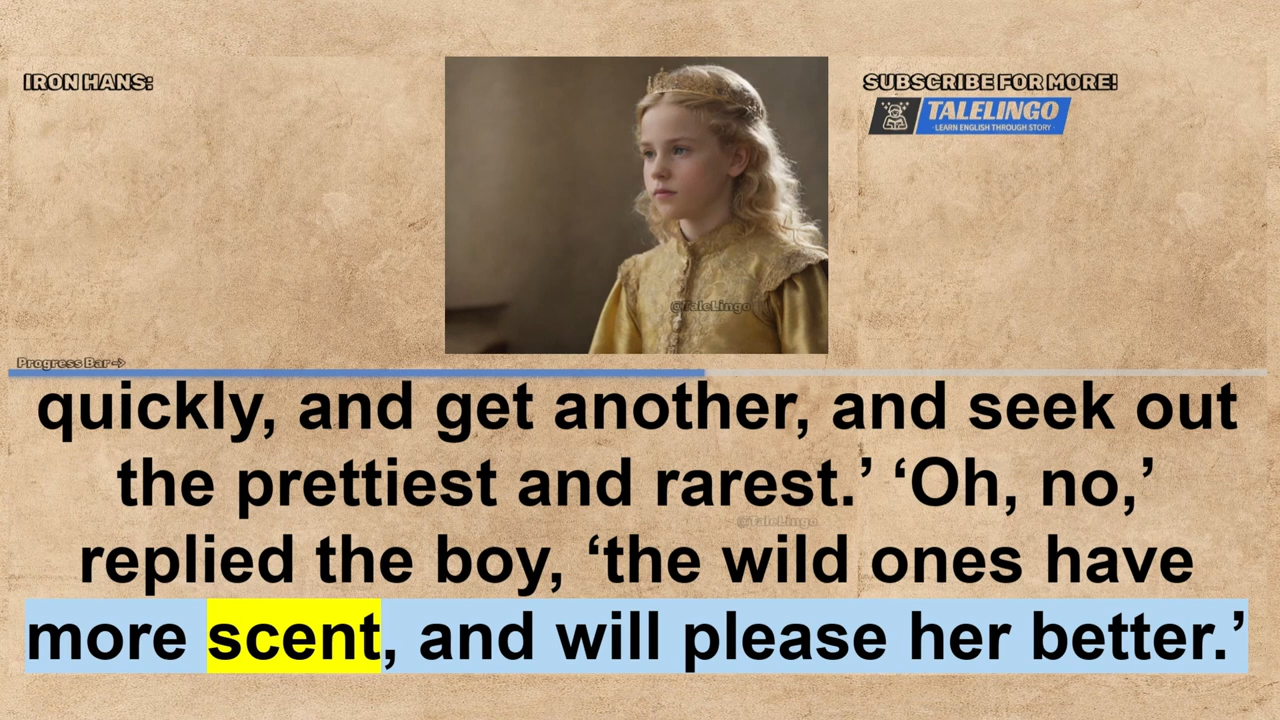 IRON HANS:
SUBSCRIBE FOR MORE!
TALELINGO
· LEARN ENGLISH THROUGH STORY ·
@TaleLingo
Progress Bar->
quickly, and get another, and seek out
the prettiest and rarest.’ ‘Oh, no,’
@TaleLingo
replied the boy, ‘the wild ones have
more scent, and will please her better.’